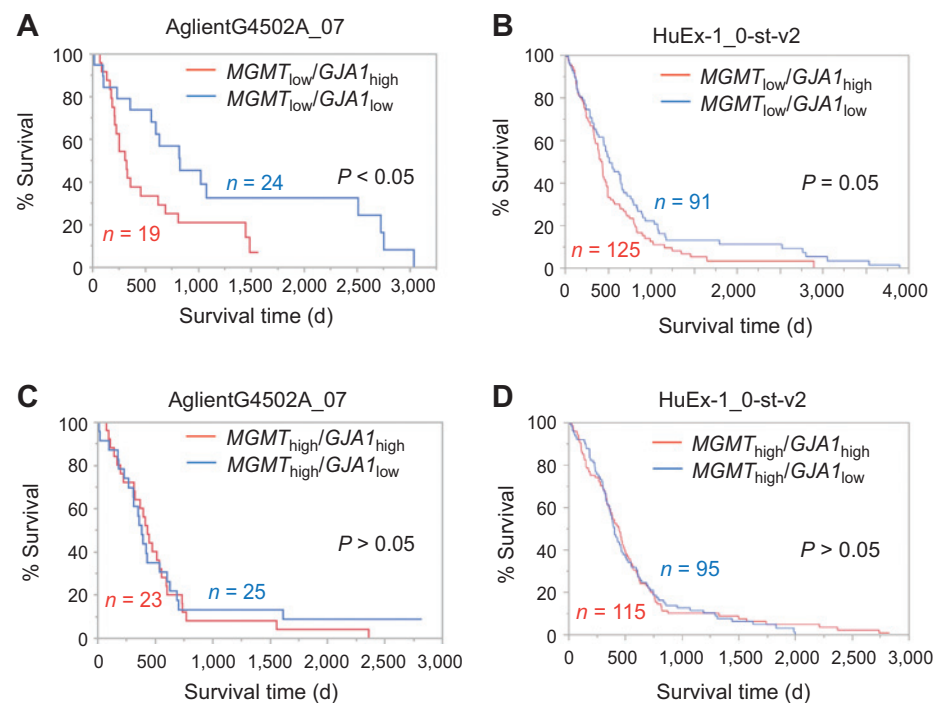 A
AglientG4502A_07
100
80
60
40
20
0
% Survival
MGMTlow/GJA1high
MGMTlow/GJA1low
n = 24
P < 0.05
n = 19
0 500 1,000 1,500 2,000 2,500 3,000
Survival time (d)
B
HuEx-1_0-st-v2
100
80
60
40
20
0
% Survival
MGMTlow/GJA1high
MGMTlow/GJA1low
P = 0.05
n = 91
n = 125
0 500 1,000 2,000 3,000 4,000
Survival time (d)
C
AglientG4502A_07
100
80
60
40
20
0
% Survival
MGMThigh/GJA1high
MGMThigh/GJA1low
P > 0.05
n = 23
n = 25
0 500 1,000 1,500 2,000 2,500 3,000
Survival time (d)
D
HuEx-1_0-st-v2
100
80
60
40
20
0
% Survival
MGMThigh/GJA1high
MGMThigh/GJA1low
P > 0.05
n = 95
n = 115
0 500 1,000 1,500 2,000 2,500 3,000
Survival time (d)